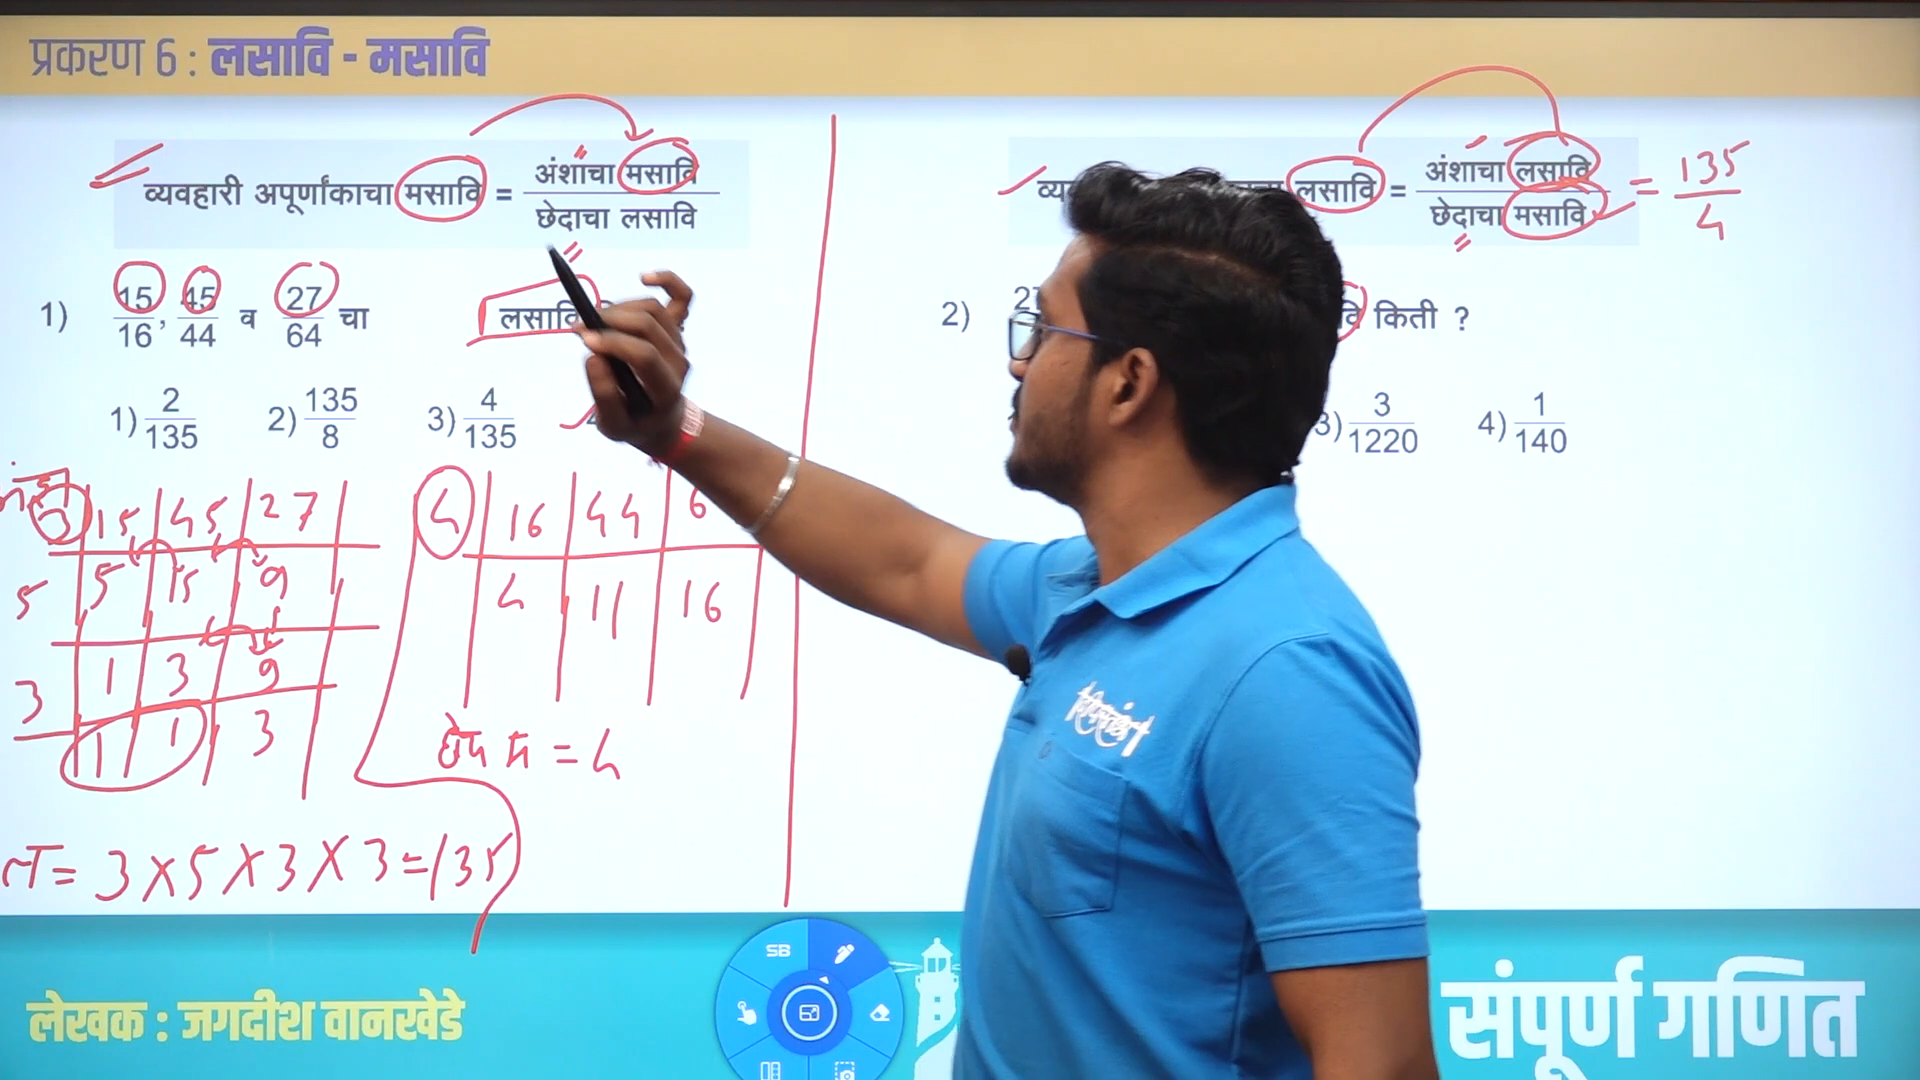 प्रकरण 6 : लसावि - मसावि
व्यवहारी अपूर्णांकाचा मसावि = अंशाचा मसावि / छेदाचा लसावि
लसावि = अंशाचा लसावि / छेदाचा मसावि = 135/4
1) 15/16, 45/44 व 27/64 चा लसावि
1) 2/135 2) 135/8 3) 4/135
2) किती ?
3) 3/1220 4) 1/140
3 15 45 27
5 5 15 9
3 1 3 9
1 1 3
= 3 × 5 × 3 × 3 = 135
4 16 44
4 11 16
= 4
SB
लेखक : जगदीश वानखेडे
संपूर्ण गणित